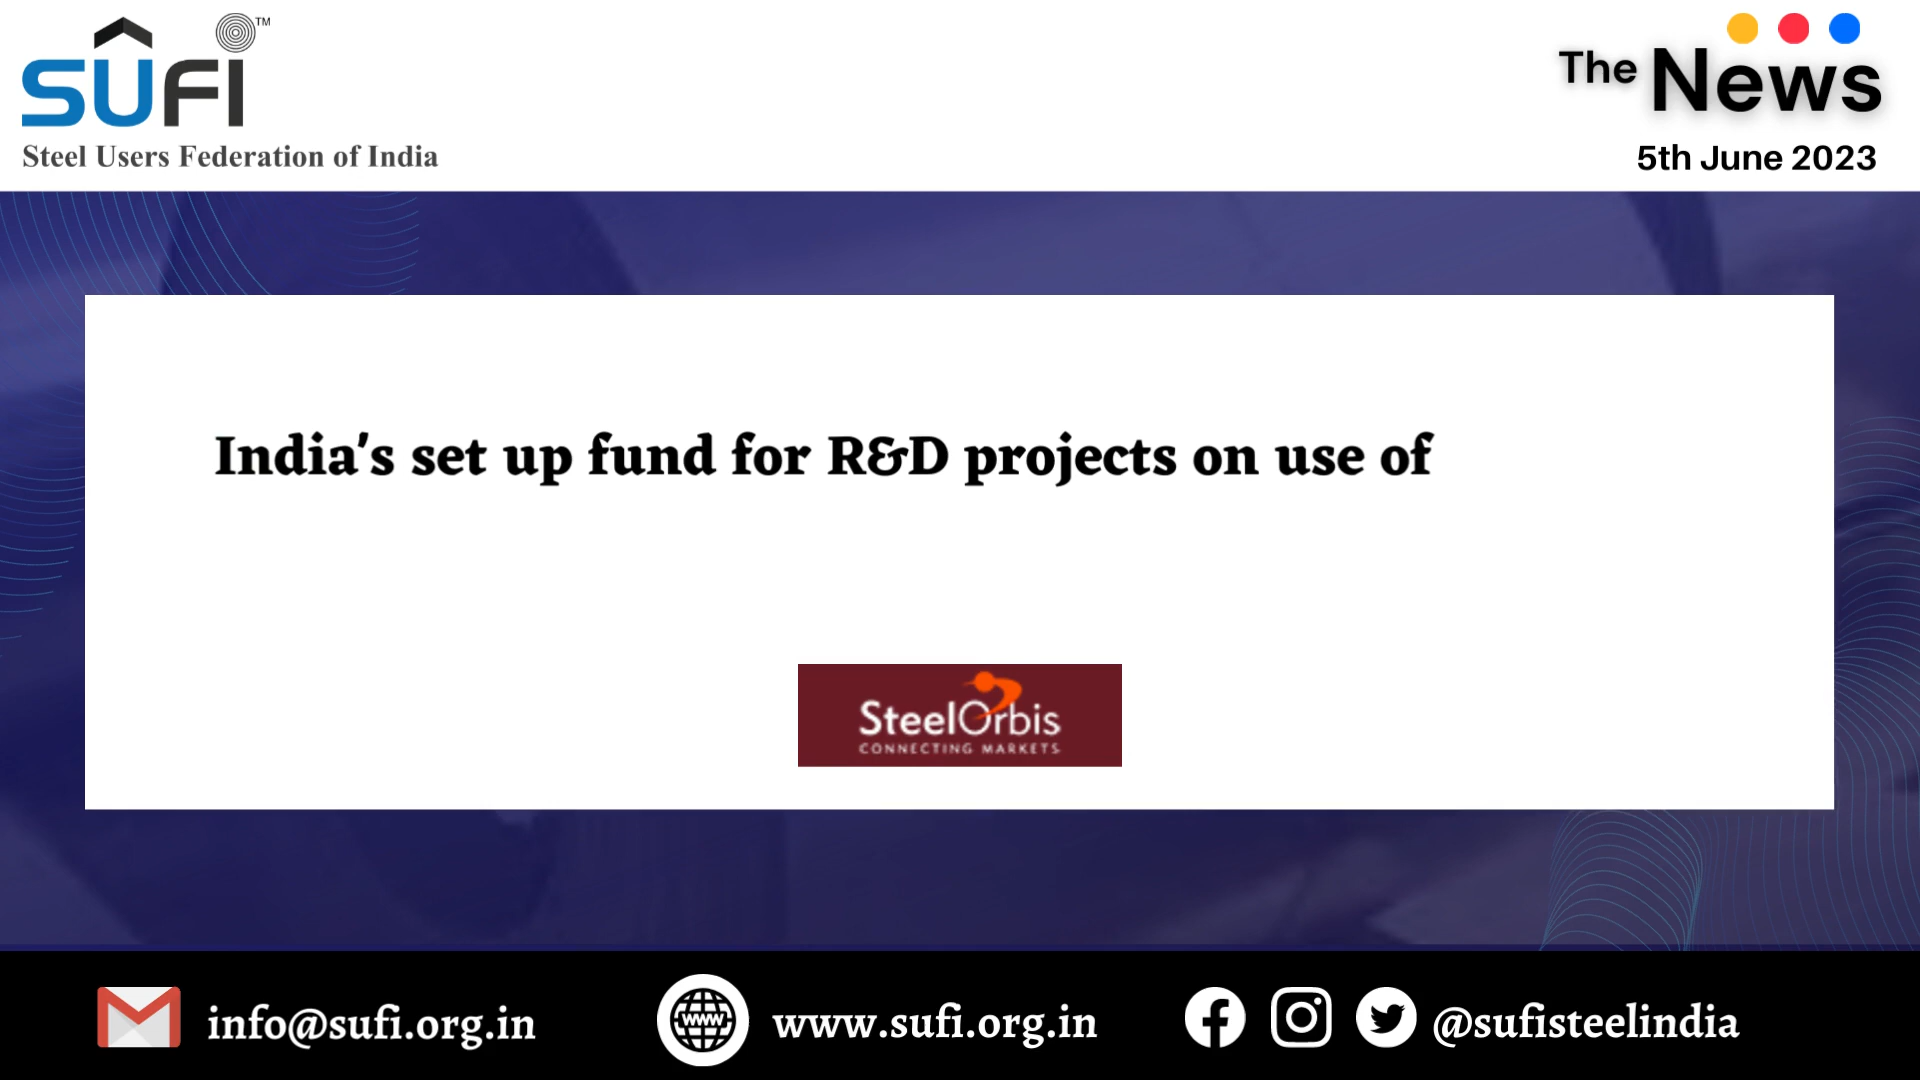 SUFI TM
Steel Users Federation of India
The News
5th June 2023
India's set up fund for R&D projects on use of
SteelOrbis
CONNECTING MARKETS
info@sufi.org.in
www
www.sufi.org.in
@sufisteelindia